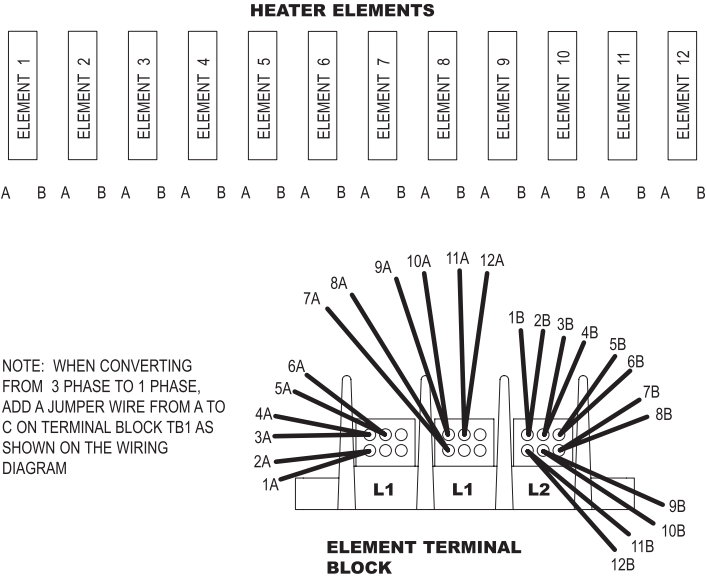 HEATER ELEMENTS
ELEMENT 1
ELEMENT 2
ELEMENT 3
ELEMENT 4
ELEMENT 5
ELEMENT 6
ELEMENT 7
ELEMENT 8
ELEMENT 9
ELEMENT 10
ELEMENT 11
ELEMENT 12
A B A B A B A B A B A B A B A B A B A B A B A B
NOTE: WHEN CONVERTING
FROM 3 PHASE TO 1 PHASE,
ADD A JUMPER WIRE FROM A TO
C ON TERMINAL BLOCK TB1 AS
SHOWN ON THE WIRING
DIAGRAM
1A
2A
3A
4A
5A
6A
7A
8A
9A
10A
11A
12A
1B
2B
3B
4B
5B
6B
7B
8B
9B
10B
11B
12B
L1
L1
L2
ELEMENT TERMINAL
BLOCK